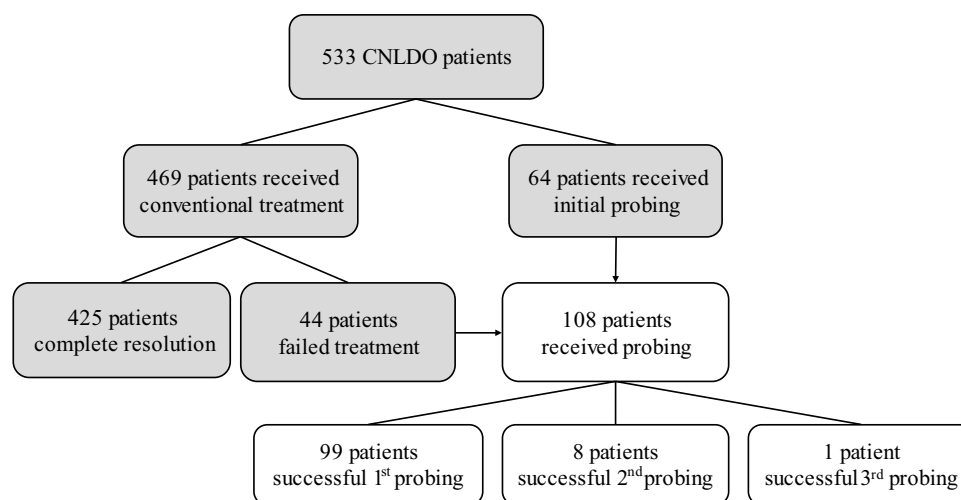 533 CNLDO patients
469 patients received
conventional treatment
64 patients received
initial probing
425 patients
complete resolution
44 patients
failed treatment
108 patients
received probing
99 patients
successful 1st probing
8 patients
successful 2nd probing
1 patient
successful 3rd probing